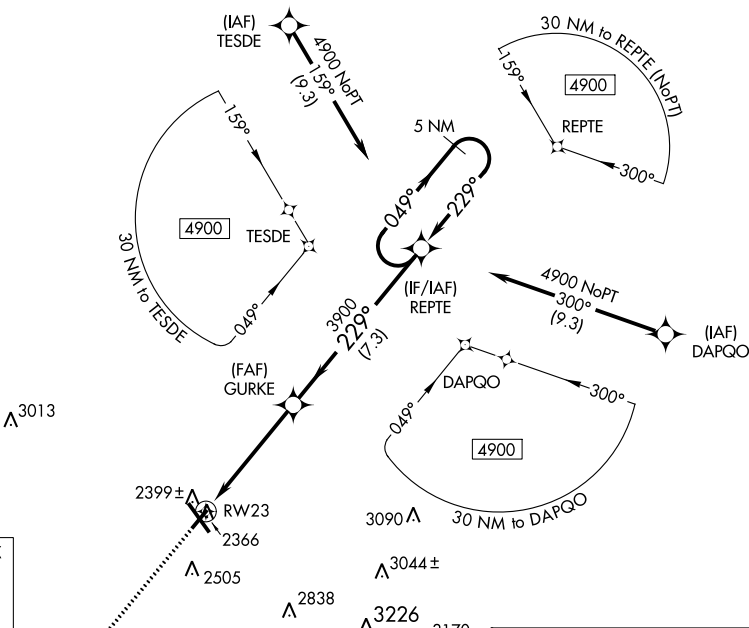 (IAF)
TESDE
4900 NoPT
159°
(9.3)
30 NM to REPTE (NoPT)
159°
4900
REPTE
300°
5 NM
049°
229°
159°
4900
TESDE
049°
30 NM to TESDE
(IF/IAF)
REPTE
4900 NoPT
300°
(9.3)
(IAF)
DAPQO
3900
229°
(7.3)
(FAF)
GURKE
DAPQO
300°
049°
4900
30 NM to DAPQO
3013
2399±
RW23
2366
3090
2505
3044±
2838
3226